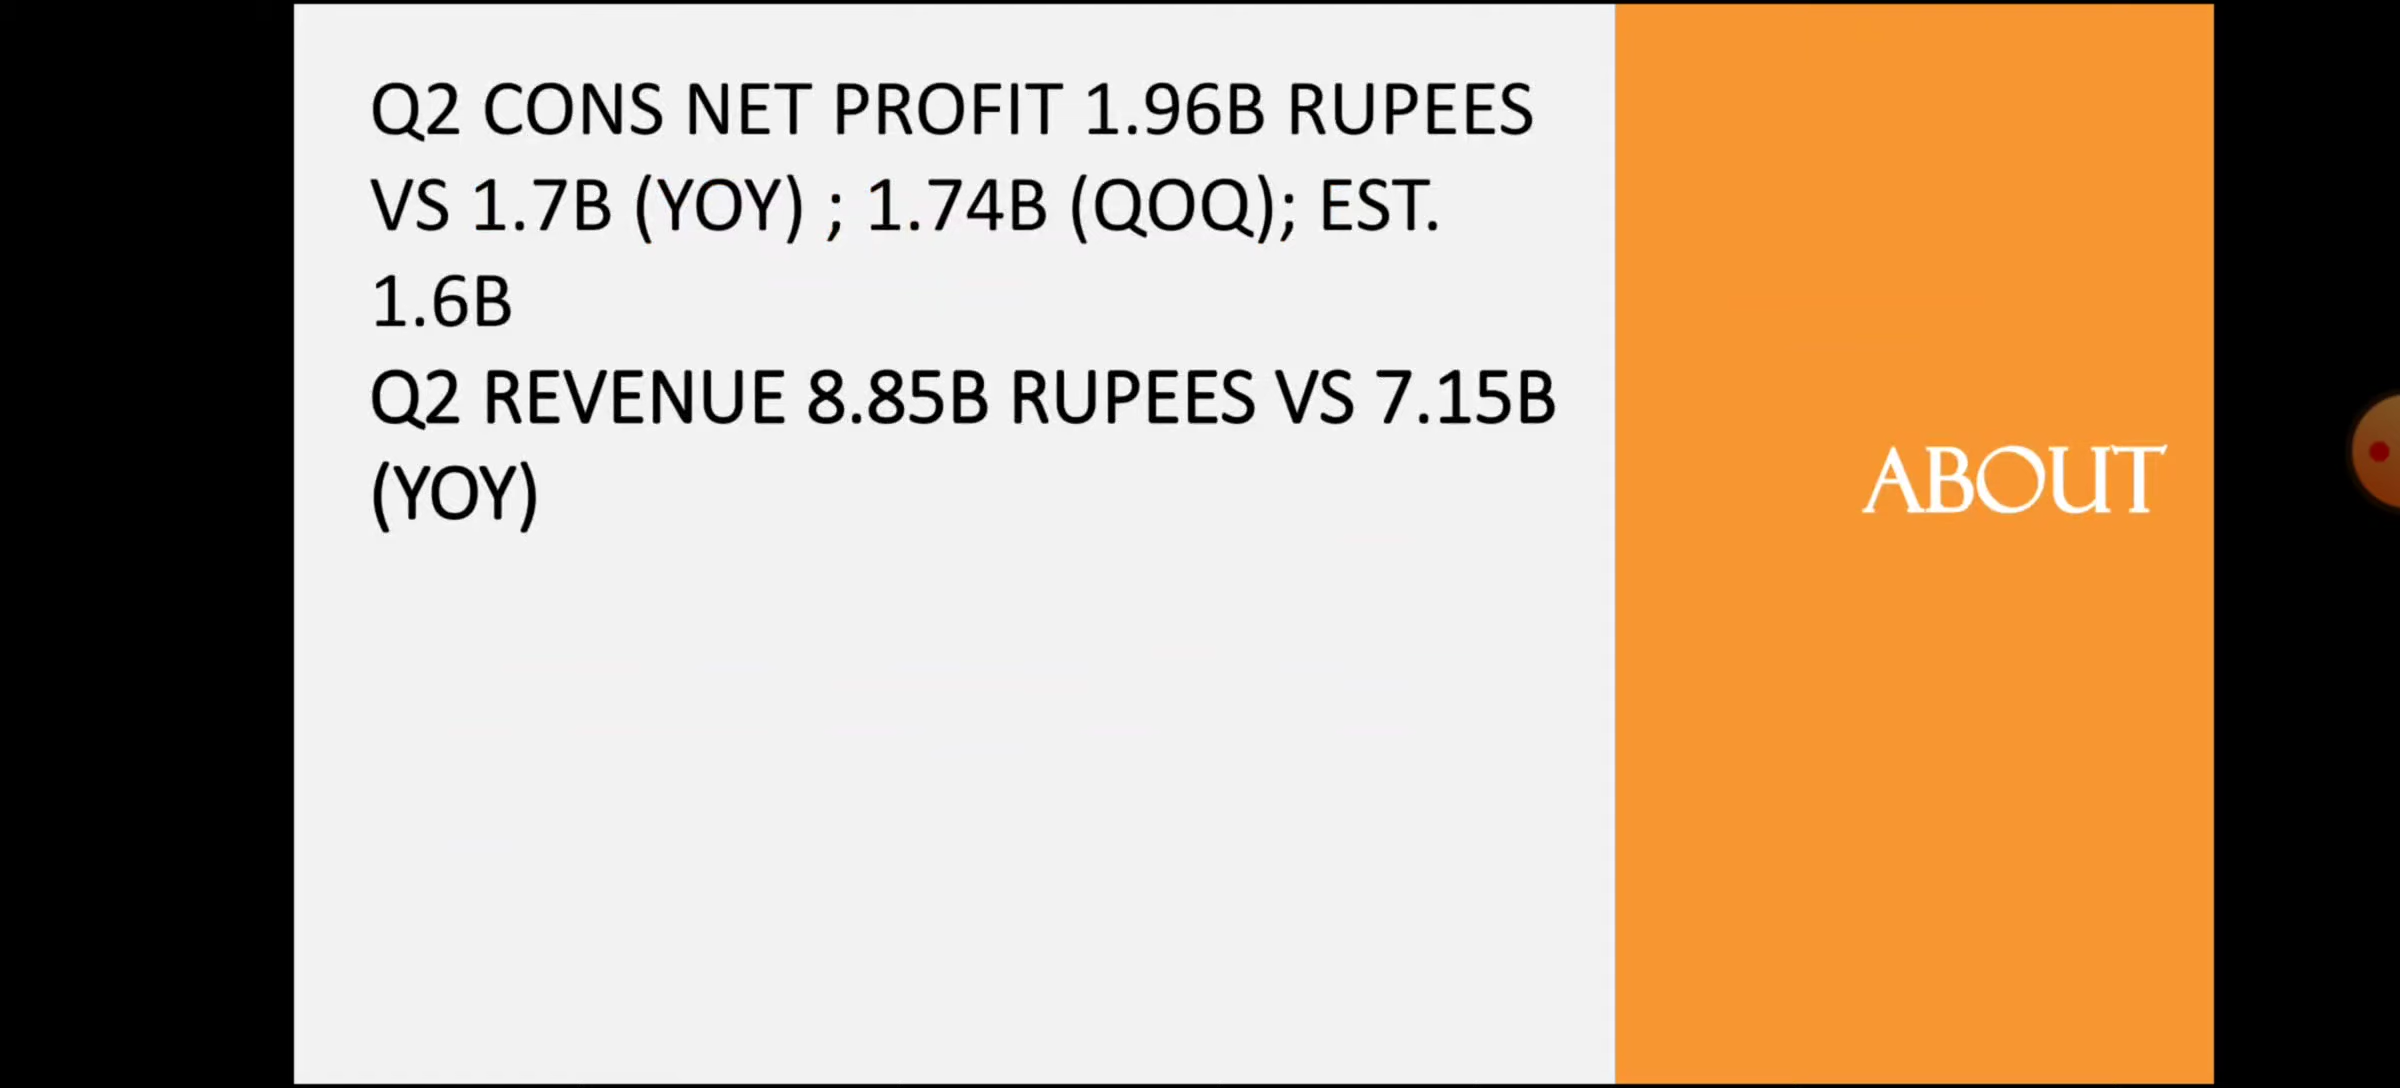 Q2 CONS NET PROFIT 1.96B RUPEES
VS 1.7B (YOY) ; 1.74B (QOQ); EST.
1.6B
Q2 REVENUE 8.85B RUPEES VS 7.15B
(YOY)
ABOUT